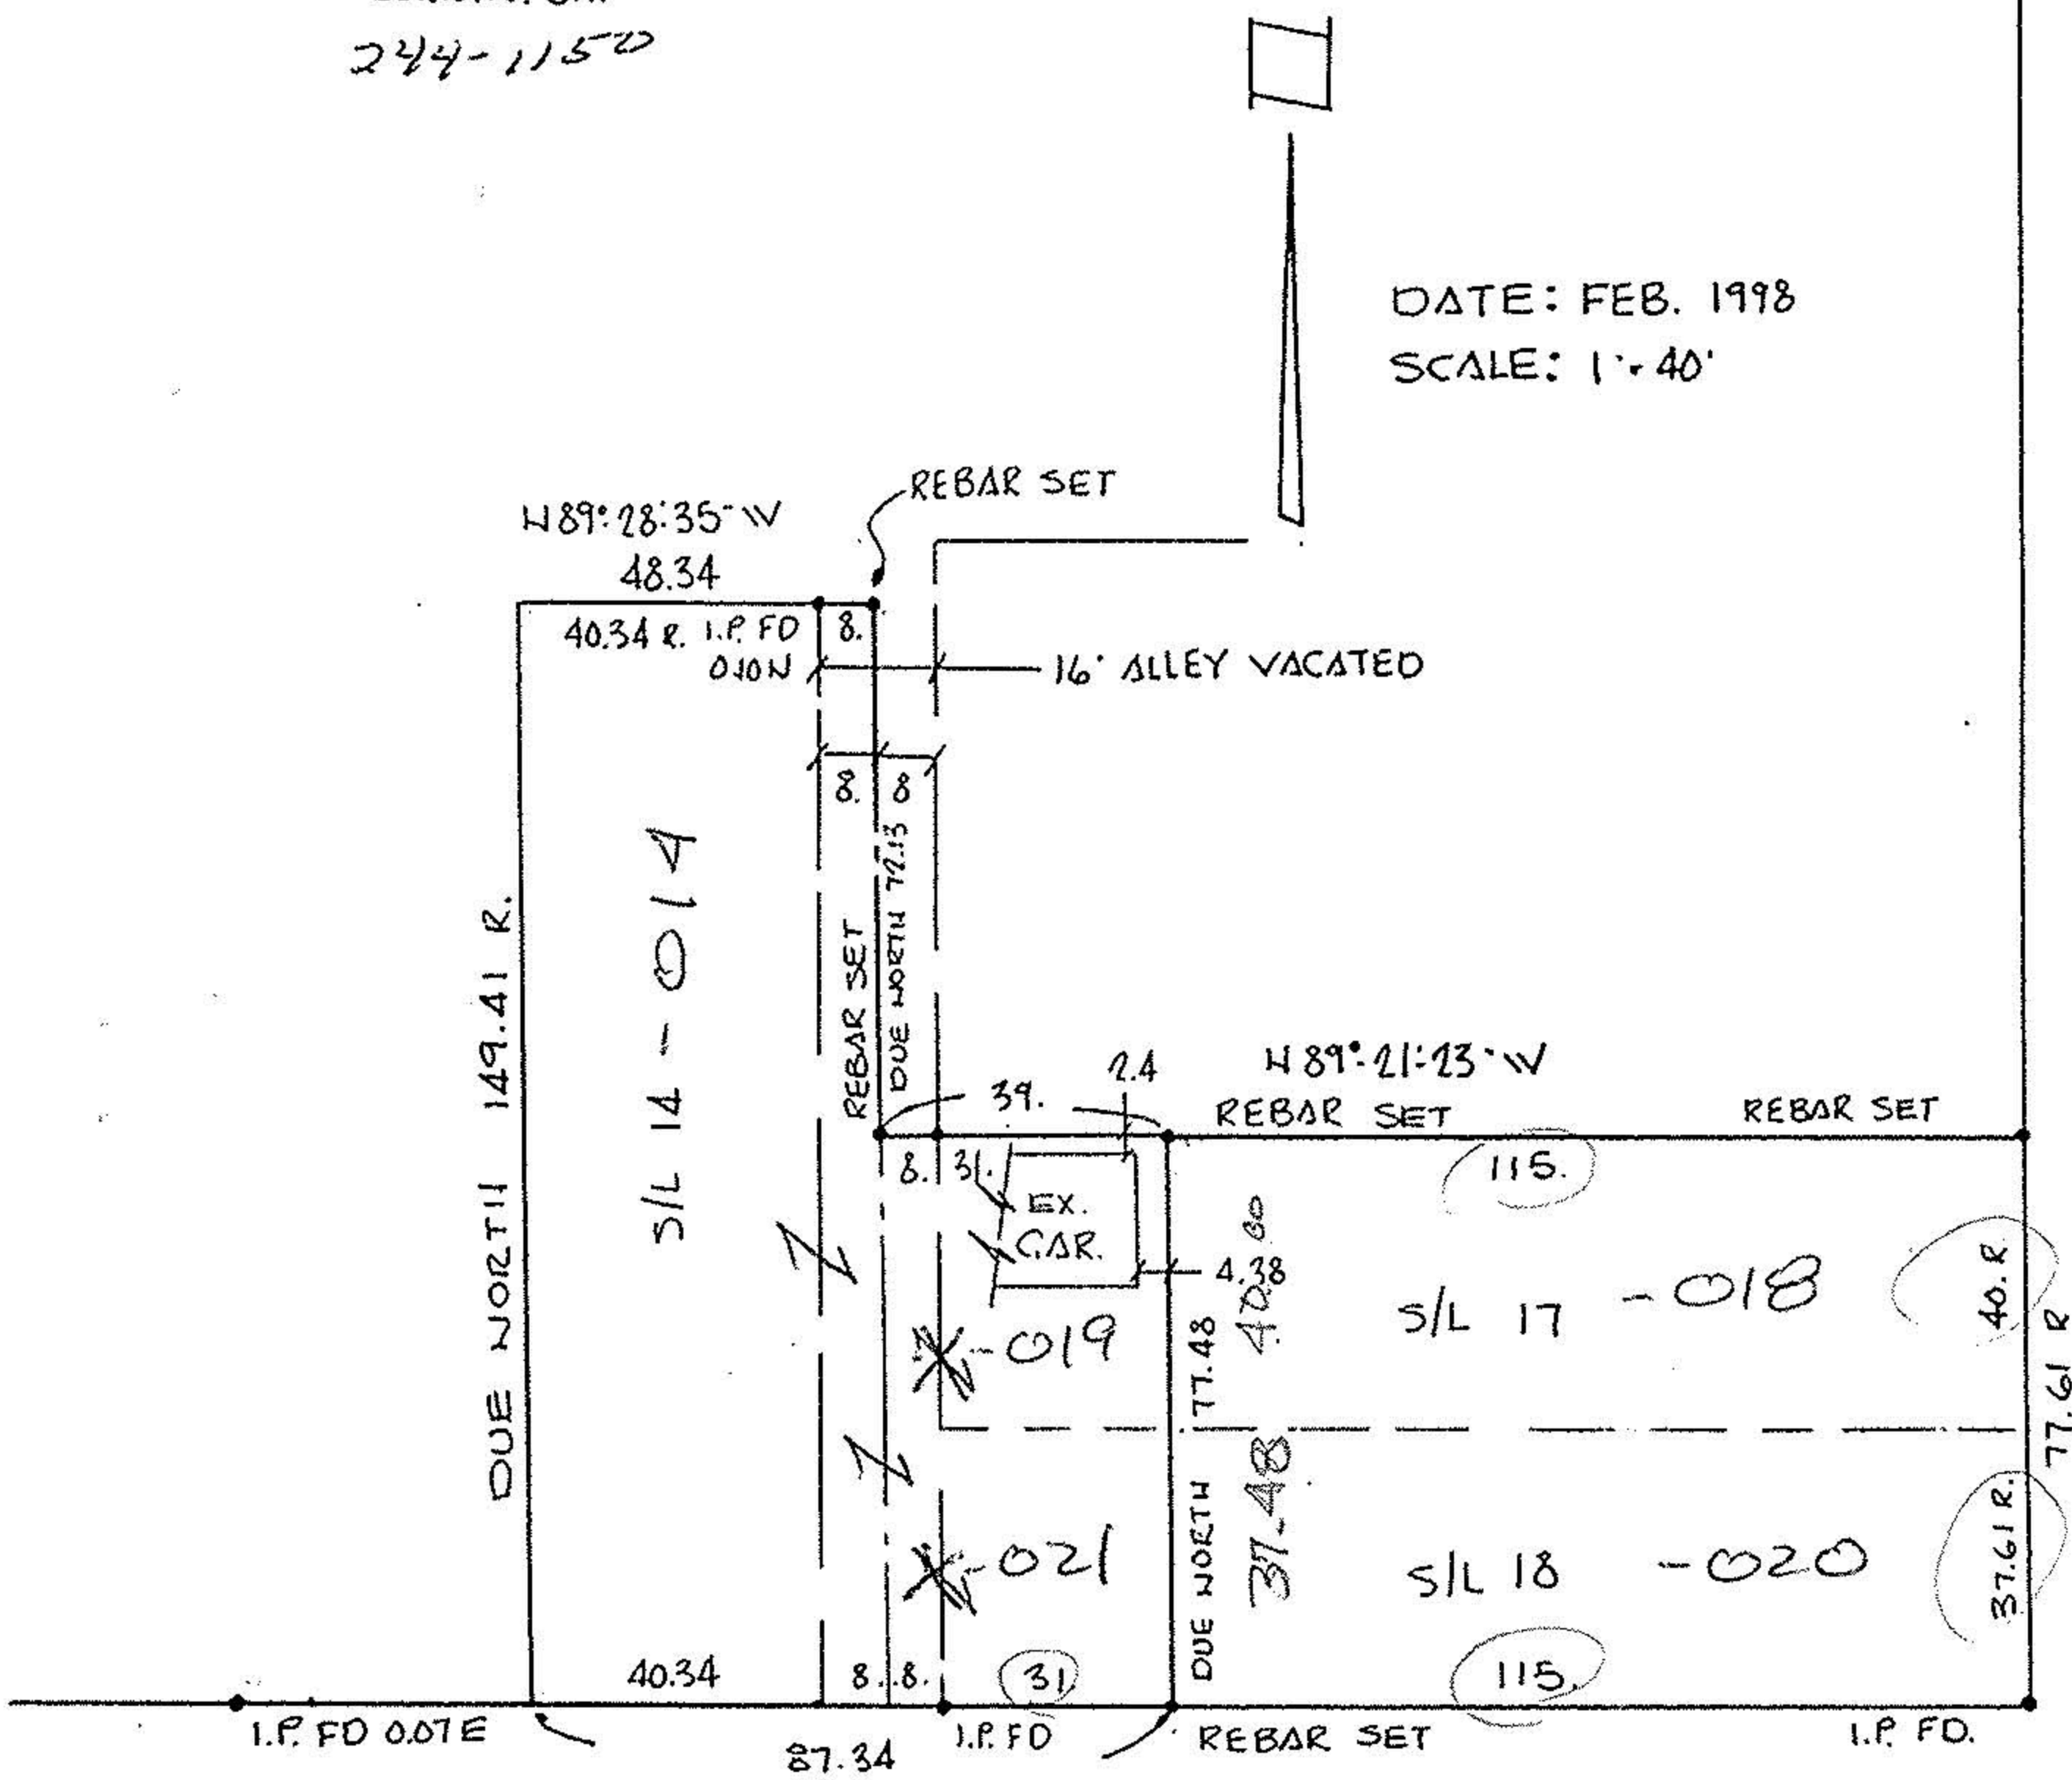 244-1150
DATE: FEB. 1998
SCALE: 1"=40'
REBAR SET
N 89°-28'-35" W
48.34
40.34 R.
I.P. FD
0.10 N
8.
16' ALLEY VACATED
8.
8
DUE NORTH 149.41 R.
S/L 14 - 014
REBAR SET
DUE NORTH 72.13
39.
2.4
N 89°-21'-23" W
REBAR SET
REBAR SET
8.
31.
115.
EX.
GAR.
4.38
40.00
S/L 17 -018
40. R.
-019
DUE NORTH 77.48
77.61 R
37.48
37.61 R.
-021
S/L 18 -020
40.34
8.
8.
31
115.
I.P. FD 0.07 E
87.34
I.P. FD
REBAR SET
I.P. FD.